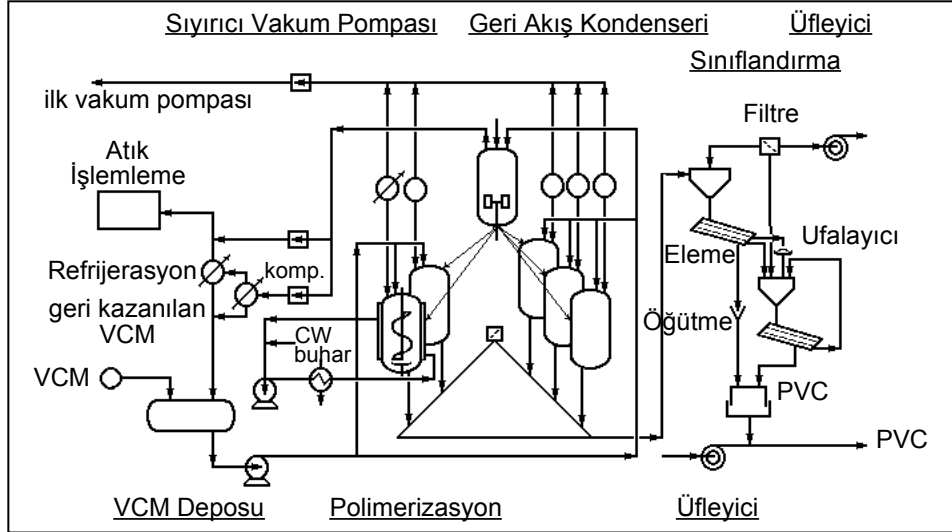 Sıyırıcı Vakum Pompası
Geri Akış Kondenseri
Üfleyici
Sınıflandırma
ilk vakum pompası
Filtre
Atık
İşlemleme
Ufalayıcı
Eleme
Refrijerasyon
komp.
geri kazanılan
VCM
Öğütme
CW
buhar
VCM
PVC
PVC
VCM Deposu
Polimerizasyon
Üfleyici